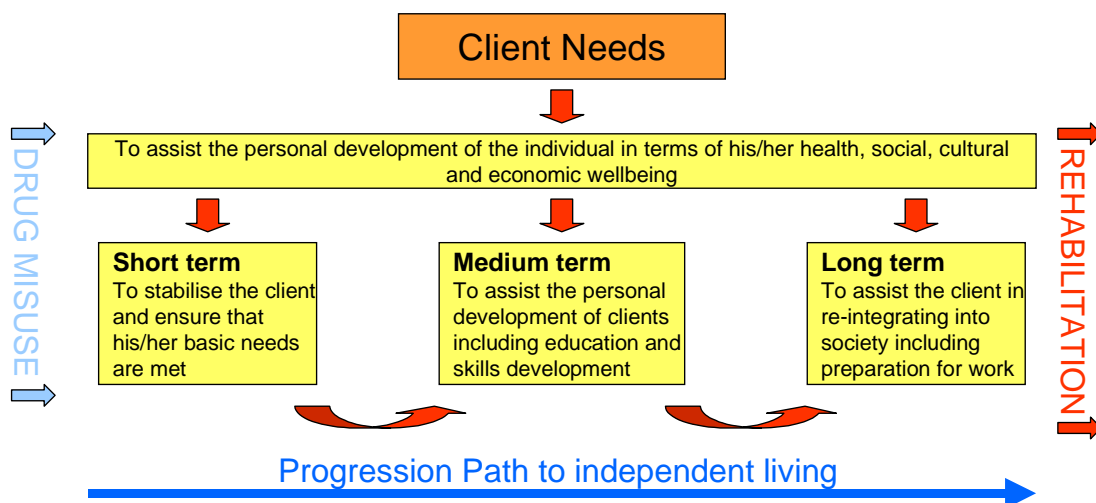 Client Needs
To assist the personal development of the individual in terms of his/her health, social, cultural
and economic wellbeing
DRUG MISUSE
Short term
To stabilise the client
and ensure that
his/her basic needs
are met
Medium term
To assist the personal
development of clients
including education and
skills development
Long term
To assist the client in
re-integrating into
society including
preparation for work
REHABILITATION
Progression Path to independent living